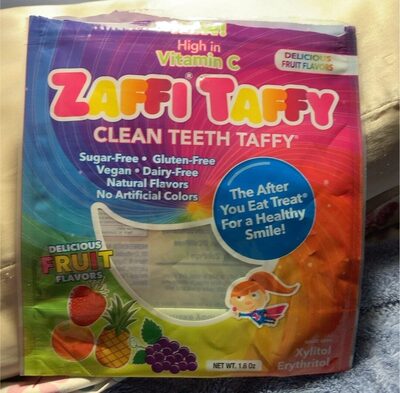 High in
Vitamin C
DELICIOUS
FRUIT FLAVORS
ZAFFI® TAFFY
CLEAN TEETH TAFFY®
Sugar-Free • Gluten-Free
Vegan • Dairy-Free
Natural Flavors
No Artificial Colors
The After
You Eat Treat®
For a Healthy
Smile!
DELICIOUS
FRUIT
FLAVORS
Xylitol
Erythritol
NET WT. 1.6 Oz